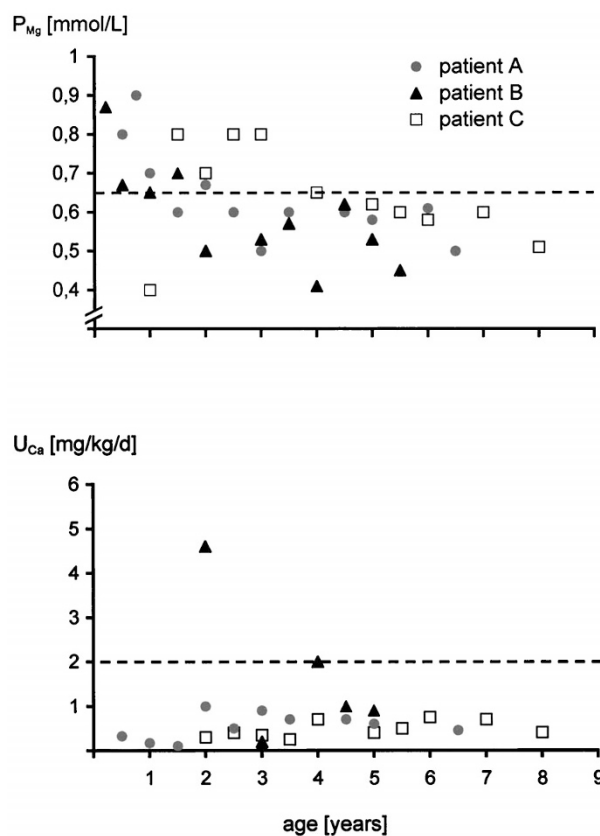 P_Mg [mmol/L]
1
0,9
0,8
0,7
0,6
0,5
0,4
patient A
patient B
patient C
U_Ca [mg/kg/d]
6
5
4
3
2
1
1 2 3 4 5 6 7 8 9
age [years]